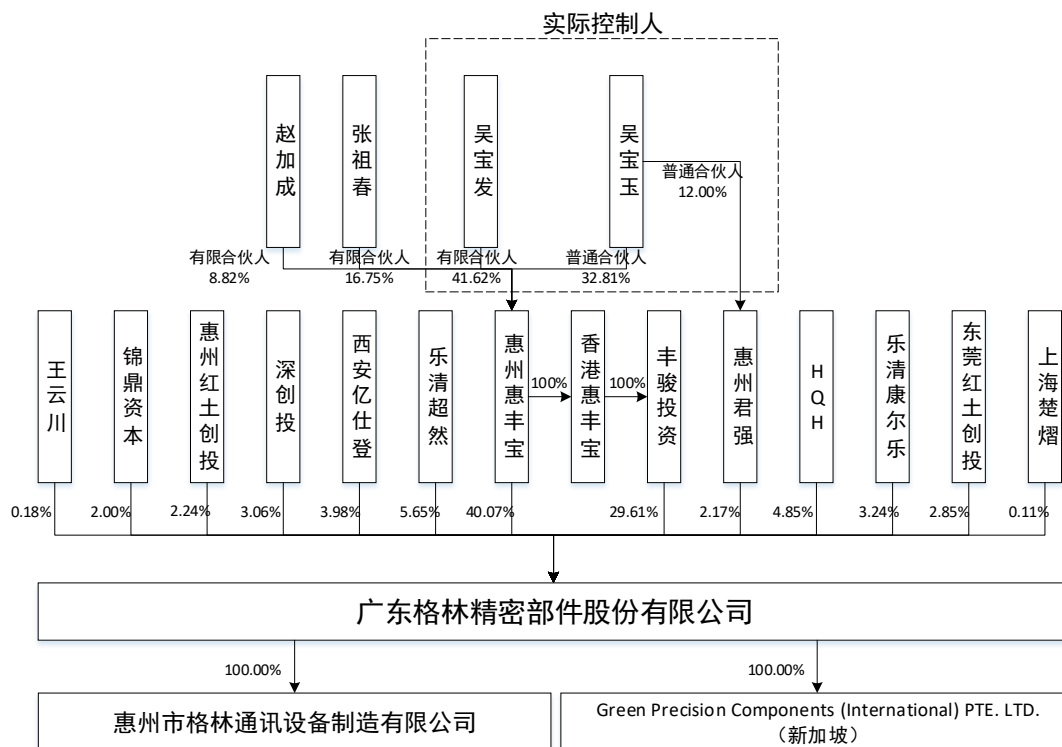 实际控制人
赵加成
张祖春
吴宝发
吴宝玉
普通合伙人
12.00%
有限合伙人
8.82%
有限合伙人
16.75%
有限合伙人
41.62%
普通合伙人
32.81%
王云川
锦鼎资本
惠州红土创投
深创投
西安亿仕登
乐清超然
惠州惠丰宝
100%
香港惠丰宝
100%
丰骏投资
惠州君强
HQH
乐清康尔乐
东莞红土创投
上海楚熠
0.18%
2.00%
2.24%
3.06%
3.98%
5.65%
40.07%
29.61%
2.17%
4.85%
3.24%
2.85%
0.11%
广东格林精密部件股份有限公司
100.00%
100.00%
惠州市格林通讯设备制造有限公司
Green Precision Components (International) PTE. LTD.
（新加坡）